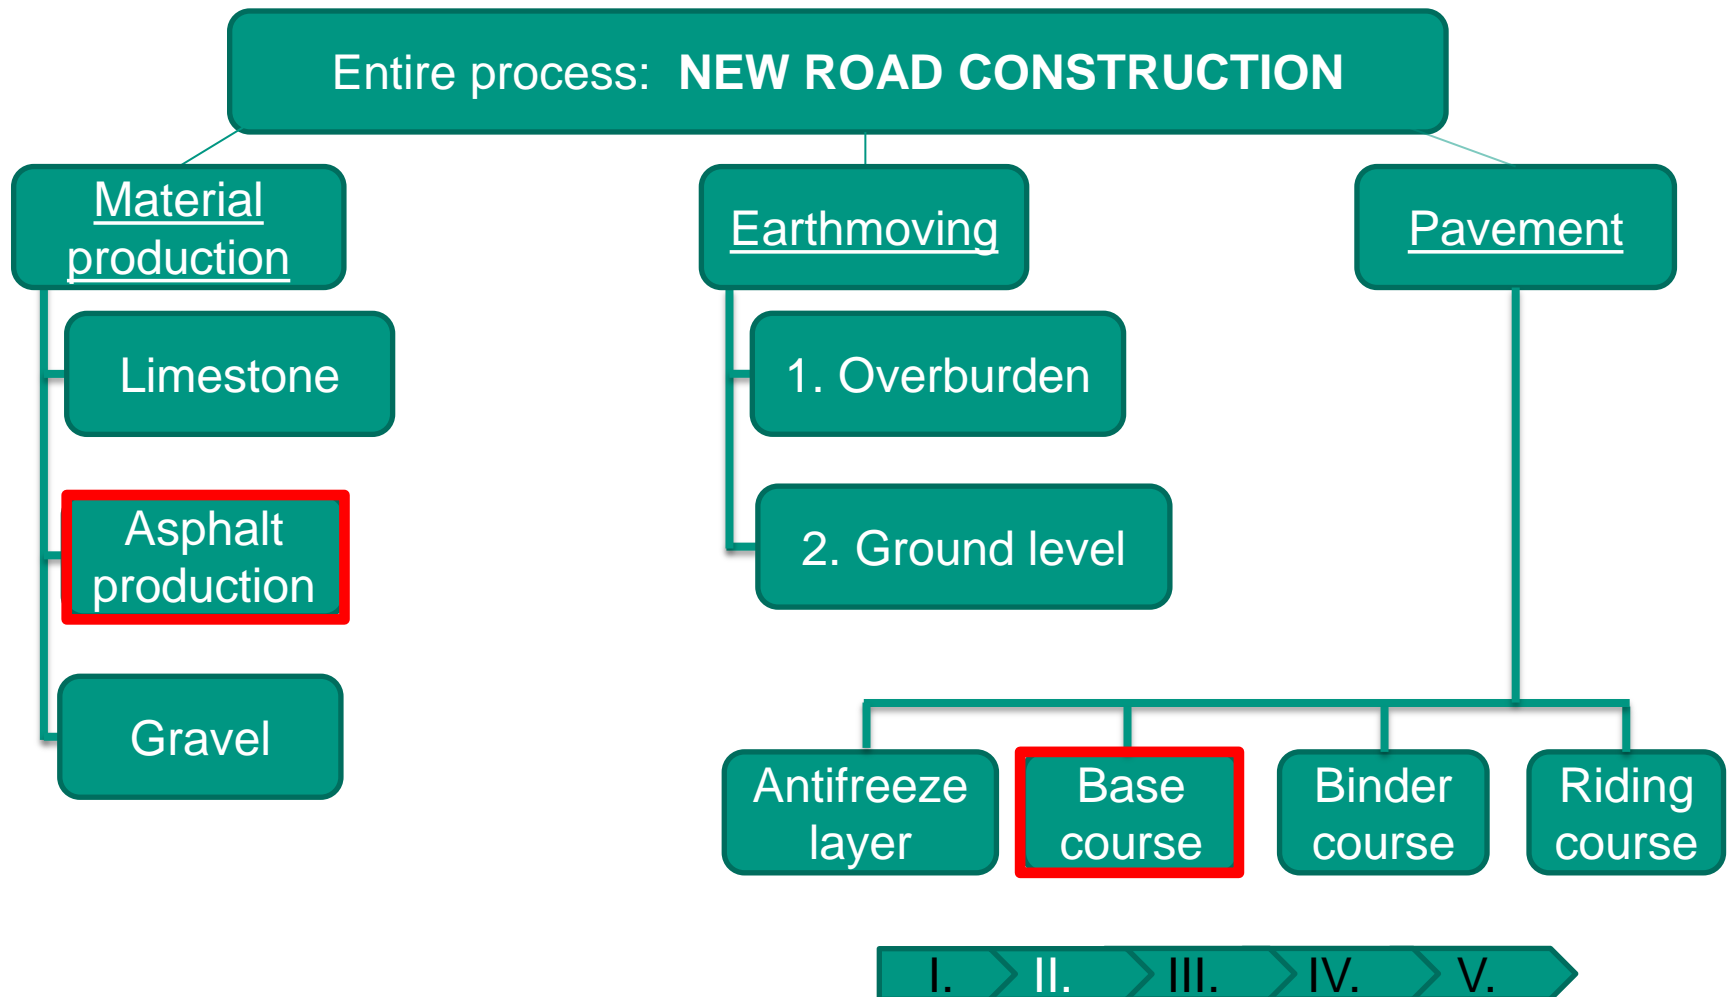 Entire process: NEW ROAD CONSTRUCTION
Material
production
Limestone
Asphalt
production
Gravel
Earthmoving
1. Overburden
2. Ground level
Pavement
Antifreeze
layer
Base
course
Binder
course
Riding
course
I. II. III. IV. V.